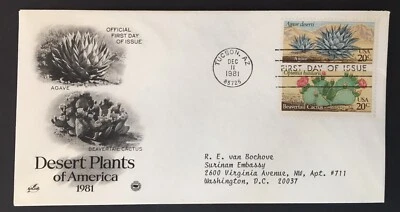 OFFICIAL
FIRST DAY
OF ISSUE
AGAVE
BEAVERTAIL CACTUS
Desert Plants
of America
1981
TUCSON, AZ
DEC
11
1981
85726
Agave deserti
USA
20c
FIRST DAY OF ISSUE
Opuntia basilaris
USA
Beavertail Cactus
20c
R. E. van Bochove
Surinam Embassy
2600 Virginia Avenue, NW, Apt. #711
Washington, D.C. 20037